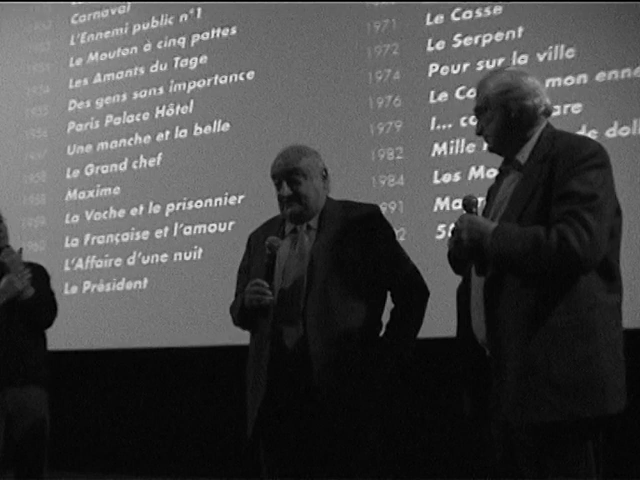 Carnaval
L'Ennemi public n°1
Le Mouton à cinq pattes
Les Amants du Tage
Des gens sans importance
Paris Palace Hôtel
Une manche et la belle
Le Grand chef
Maxime
La Vache et le prisonnier
La Française et l'amour
L'Affaire d'une nuit
Le Président
1971 Le Casse
1972 Le Serpent
1974 Peur sur la ville
1976 Le mon
1979 I...
1982 Mille de
1984 Les